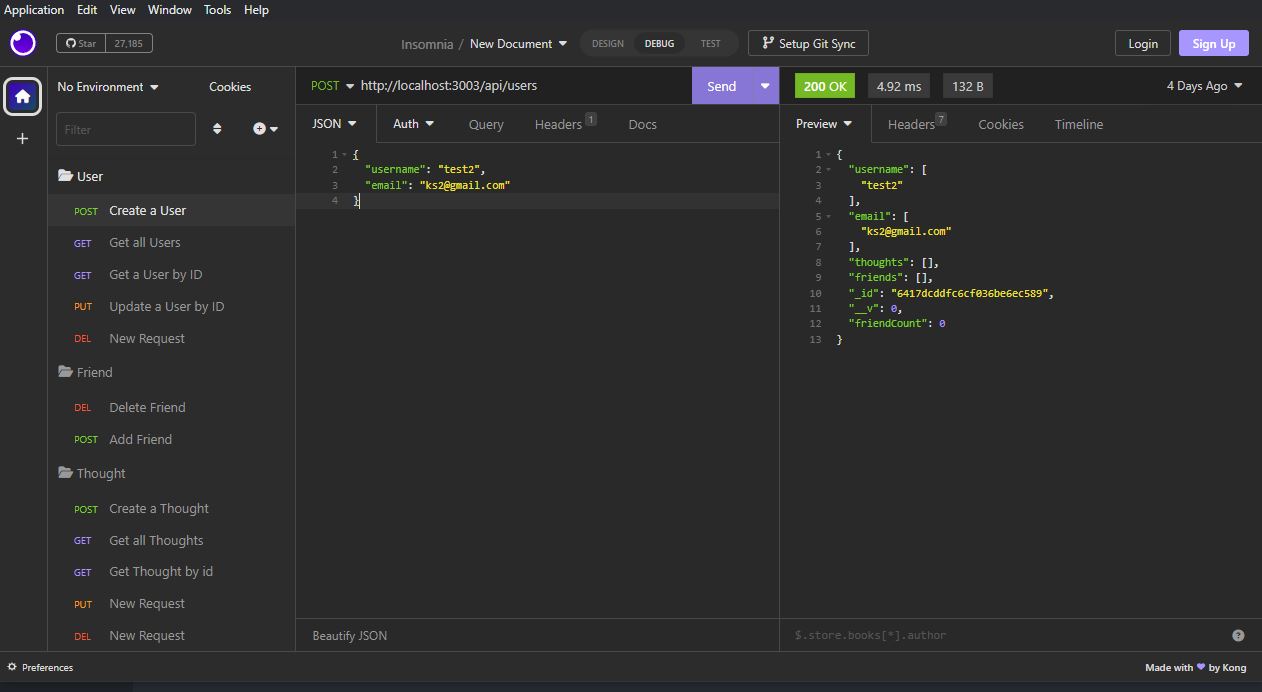 Application Edit View Window Tools Help
Star 27,185 Insomnia / New Document DESIGN DEBUG TEST Setup Git Sync Login Sign Up
No Environment Cookies
Filter
User
POST Create a User
GET Get all Users
GET Get a User by ID
PUT Update a User by ID
DEL New Request
Friend
DEL Delete Friend
POST Add Friend
Thought
POST Create a Thought
GET Get all Thoughts
GET Get Thought by id
PUT New Request
DEL New Request
POST http://localhost:3003/api/users Send
JSON Auth Query Headers 1 Docs
1 {
2 "username": "test2",
3 "email": "ks2@gmail.com"
4 }
Beautify JSON
200 OK 4.92 ms 132 B 4 Days Ago
Preview Headers 7 Cookies Timeline
1 {
2 "username": [
3 "test2"
4 ],
5 "email": [
6 "ks2@gmail.com"
7 ],
8 "thoughts": [],
9 "friends": [],
10 "_id": "6417dcddfc6cf036be6ec589",
11 "__v": 0,
12 "friendCount": 0
13 }
$.store.books[*].author ?
Preferences Made with 💜 by Kong